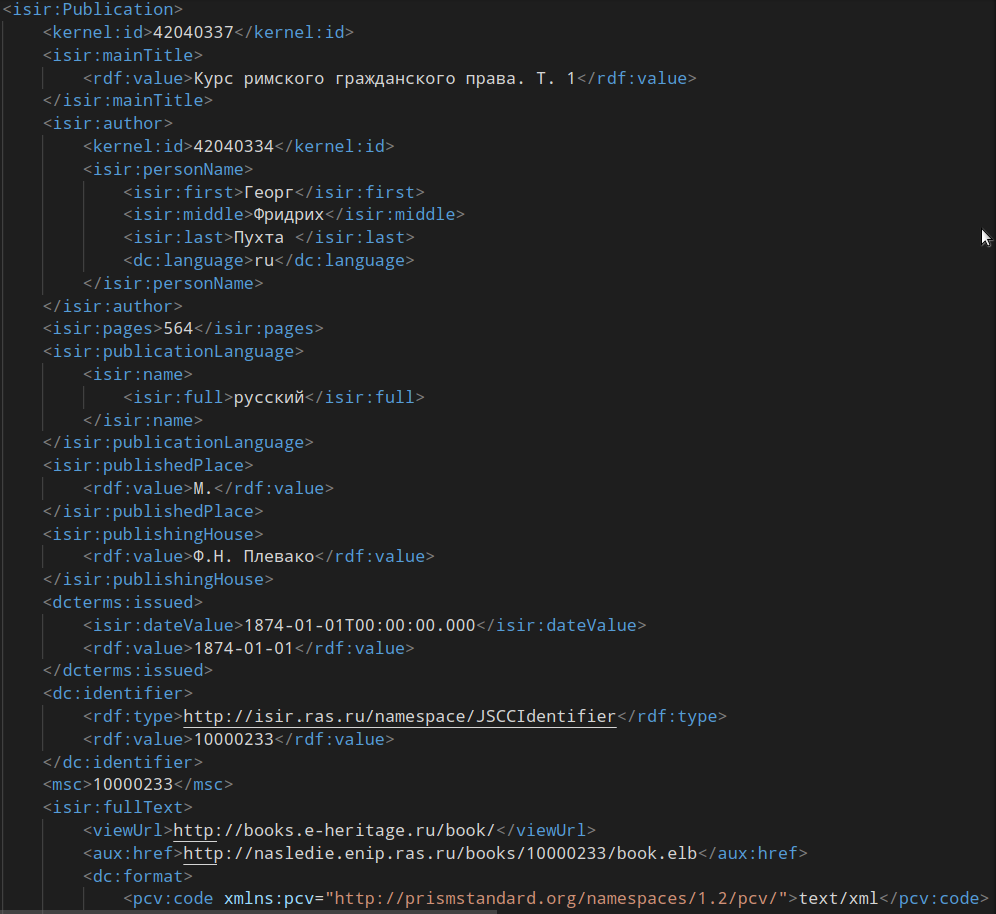 <isir:Publication>
<kernel:id>42040337</kernel:id>
<isir:mainTitle>
<rdf:value>Курс римского гражданского права. Т. 1</rdf:value>
</isir:mainTitle>
<isir:author>
<kernel:id>42040334</kernel:id>
<isir:personName>
<isir:first>Георг</isir:first>
<isir:middle>Фридрих</isir:middle>
<isir:last>Пухта </isir:last>
<dc:language>ru</dc:language>
</isir:personName>
</isir:author>
<isir:pages>564</isir:pages>
<isir:publicationLanguage>
<isir:name>
<isir:full>русский</isir:full>
</isir:name>
</isir:publicationLanguage>
<isir:publishedPlace>
<rdf:value>М.</rdf:value>
</isir:publishedPlace>
<isir:publishingHouse>
<rdf:value>Ф.Н. Плевако</rdf:value>
</isir:publishingHouse>
<dcterms:issued>
<isir:dateValue>1874-01-01T00:00:00.000</isir:dateValue>
<rdf:value>1874-01-01</rdf:value>
</dcterms:issued>
<dc:identifier>
<rdf:type>http://isir.ras.ru/namespace/JSCCIdentifier</rdf:type>
<rdf:value>10000233</rdf:value>
</dc:identifier>
<msc>10000233</msc>
<isir:fullText>
<viewUrl>http://books.e-heritage.ru/book/</viewUrl>
<aux:href>http://nasledie.enip.ras.ru/books/10000233/book.elb</aux:href>
<dc:format>
<pcv:code xmlns:pcv="http://prismstandard.org/namespaces/1.2/pcv/">text/xml</pcv:code>